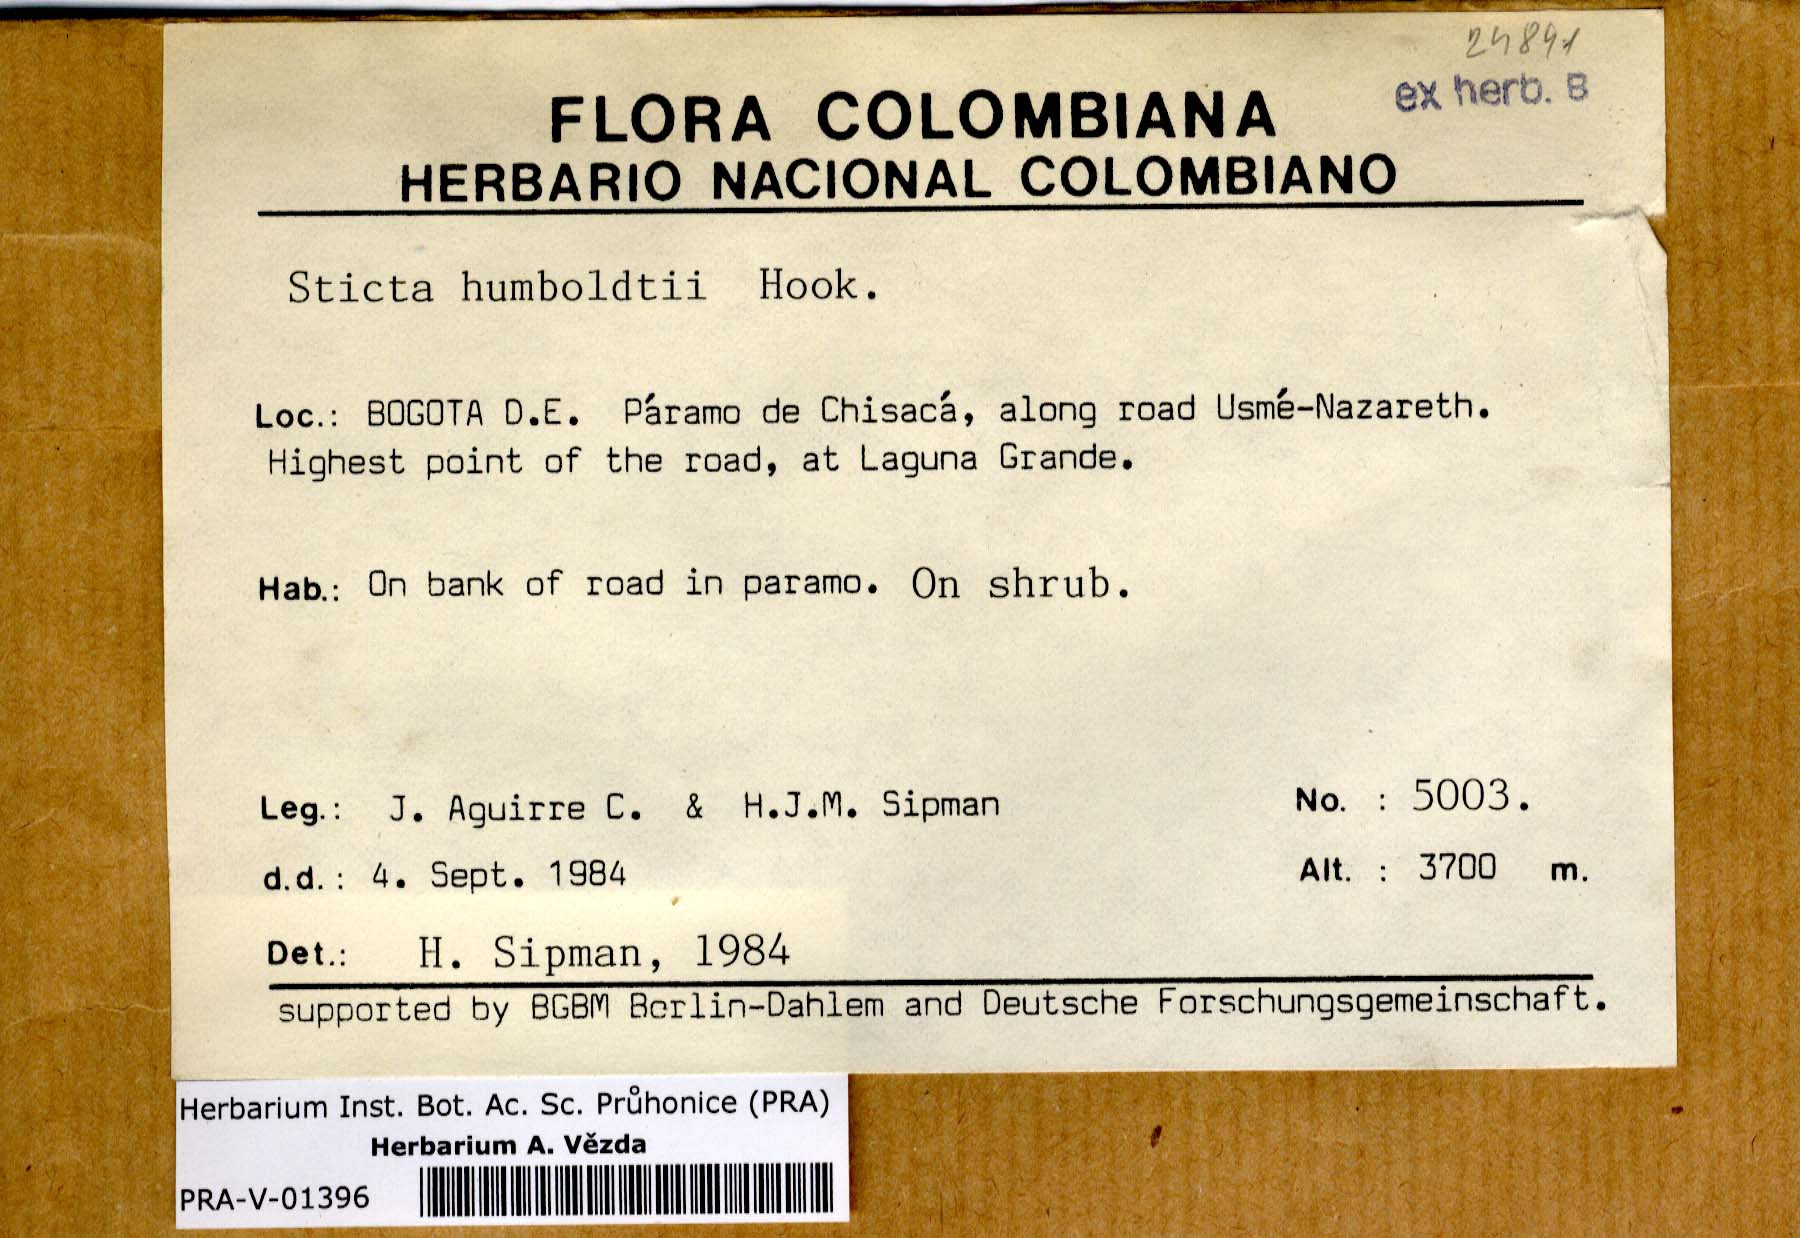 24891
ex herb. B
FLORA COLOMBIANA
HERBARIO NACIONAL COLOMBIANO
Sticta humboldtii Hook.
Loc.: BOGOTA D.E. Páramo de Chisacá, along road Usmé-Nazareth.
Highest point of the road, at Laguna Grande.
Hab.: On bank of road in paramo. On shrub.
Leg.: J. Aguirre C. & H.J.M. Sipman No. : 5003.
d.d. : 4. Sept. 1984 Alt. : 3700 m.
Det.: H. Sipman, 1984
supported by BGBM Berlin-Dahlem and Deutsche Forschungsgemeinschaft.
Herbarium Inst. Bot. Ac. Sc. Průhonice (PRA)
Herbarium A. Vězda
PRA-V-01396